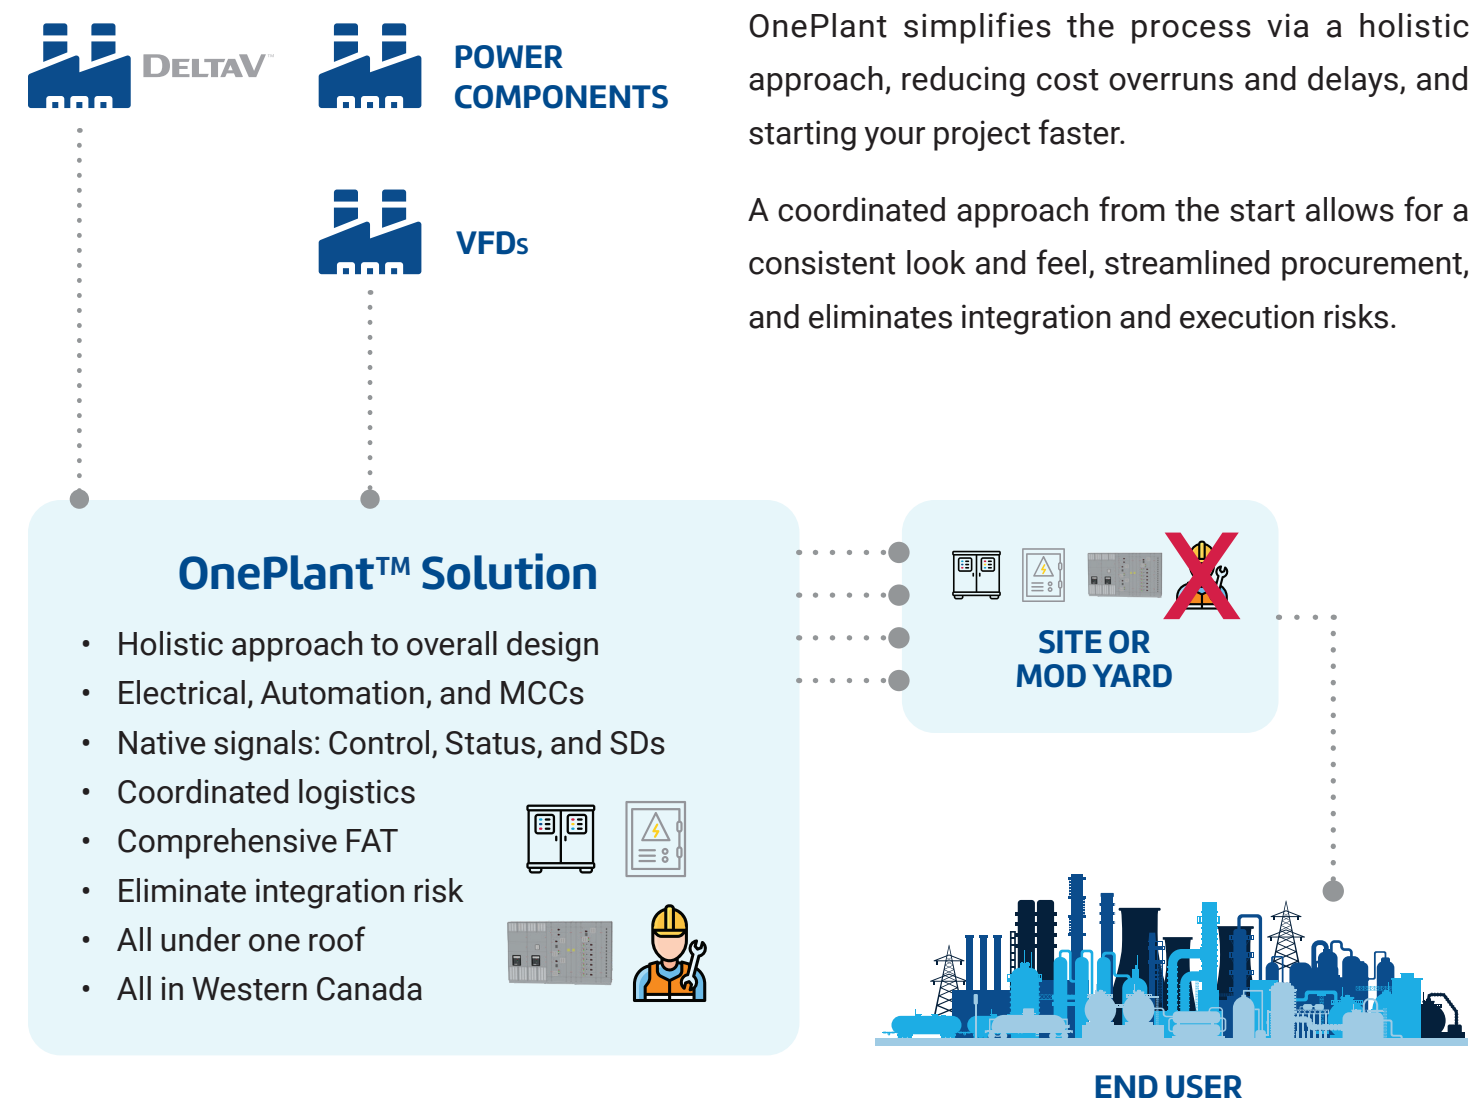 DELTAV™
POWER
COMPONENTS
VFDs
OnePlant simplifies the process via a holistic
approach, reducing cost overruns and delays, and
starting your project faster.
A coordinated approach from the start allows for a
consistent look and feel, streamlined procurement,
and eliminates integration and execution risks.
OnePlant™ Solution
• Holistic approach to overall design
• Electrical, Automation, and MCCs
• Native signals: Control, Status, and SDs
• Coordinated logistics
• Comprehensive FAT
• Eliminate integration risk
• All under one roof
• All in Western Canada
SITE OR
MOD YARD
END USER